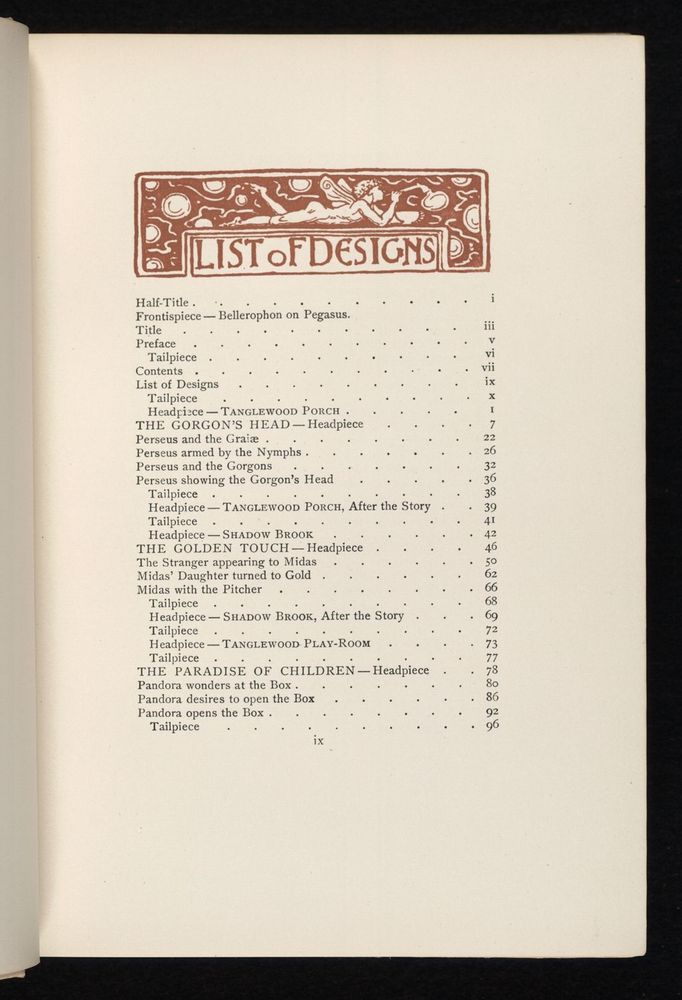 LIST OF DESIGNS
Half-Title . . . . . . . . . . . i
Frontispiece — Bellerophon on Pegasus.
Title . . . . . . . . . . . iii
Preface . . . . . . . . . . . v
Tailpiece . . . . . . . . . . vi
Contents . . . . . . . . . . . vii
List of Designs . . . . . . . . . ix
Tailpiece . . . . . . . . . . x
Headpiece — TANGLEWOOD PORCH . . . . . 1
THE GORGON'S HEAD — Headpiece . . . . 7
Perseus and the Graiæ . . . . . . . . 22
Perseus armed by the Nymphs . . . . . . . 26
Perseus and the Gorgons . . . . . . . 32
Perseus showing the Gorgon's Head . . . . . 36
Tailpiece . . . . . . . . . . 38
Headpiece — TANGLEWOOD PORCH, After the Story . . 39
Tailpiece . . . . . . . . . . 41
Headpiece — SHADOW BROOK . . . . . . 42
THE GOLDEN TOUCH — Headpiece . . . . 46
The Stranger appearing to Midas . . . . . . 50
Midas' Daughter turned to Gold . . . . . . 62
Midas with the Pitcher . . . . . . . . 66
Tailpiece . . . . . . . . . . 68
Headpiece — SHADOW BROOK, After the Story . . . 69
Tailpiece . . . . . . . . . . 72
Headpiece — TANGLEWOOD PLAY-ROOM . . . . 73
Tailpiece . . . . . . . . . . 77
THE PARADISE OF CHILDREN — Headpiece . . 78
Pandora wonders at the Box . . . . . . . 80
Pandora desires to open the Box . . . . . . 86
Pandora opens the Box . . . . . . . . 92
Tailpiece . . . . . . . . . . 96
ix